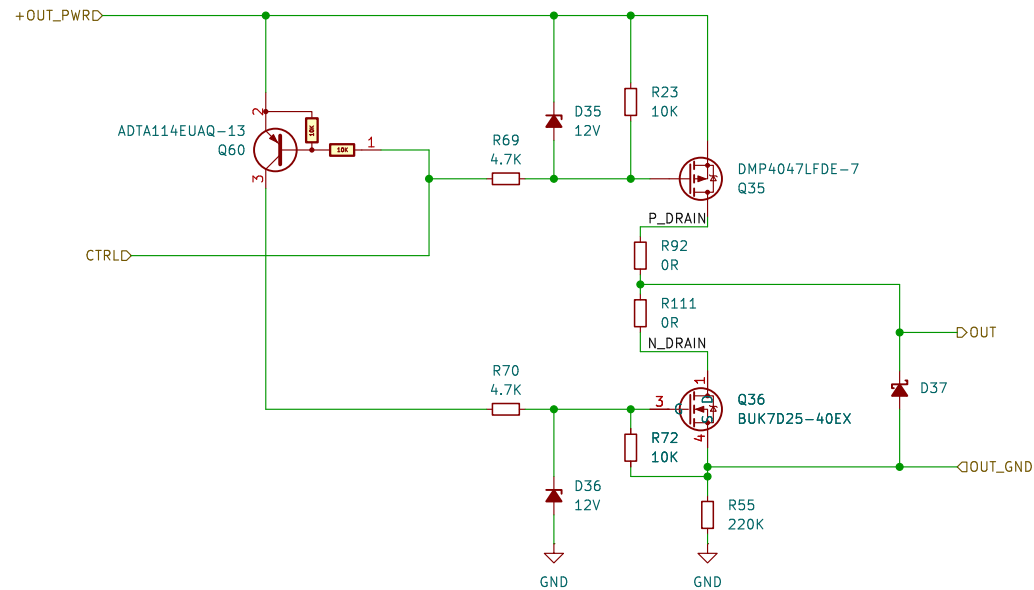 +OUT_PWR
R23
10K
D35
12V
2
10K
ADTA114EUAQ-13
Q60
10K
1
3
R69
4.7K
DMP4047LFDE-7
Q35
P_DRAIN
CTRL
R92
0R
R111
0R
OUT
N_DRAIN
R70
4.7K
1
D37
3
G
S
D
Q36
BUK7D25-40EX
4
R72
10K
OUT_GND
D36
12V
R55
220K
GND
GND